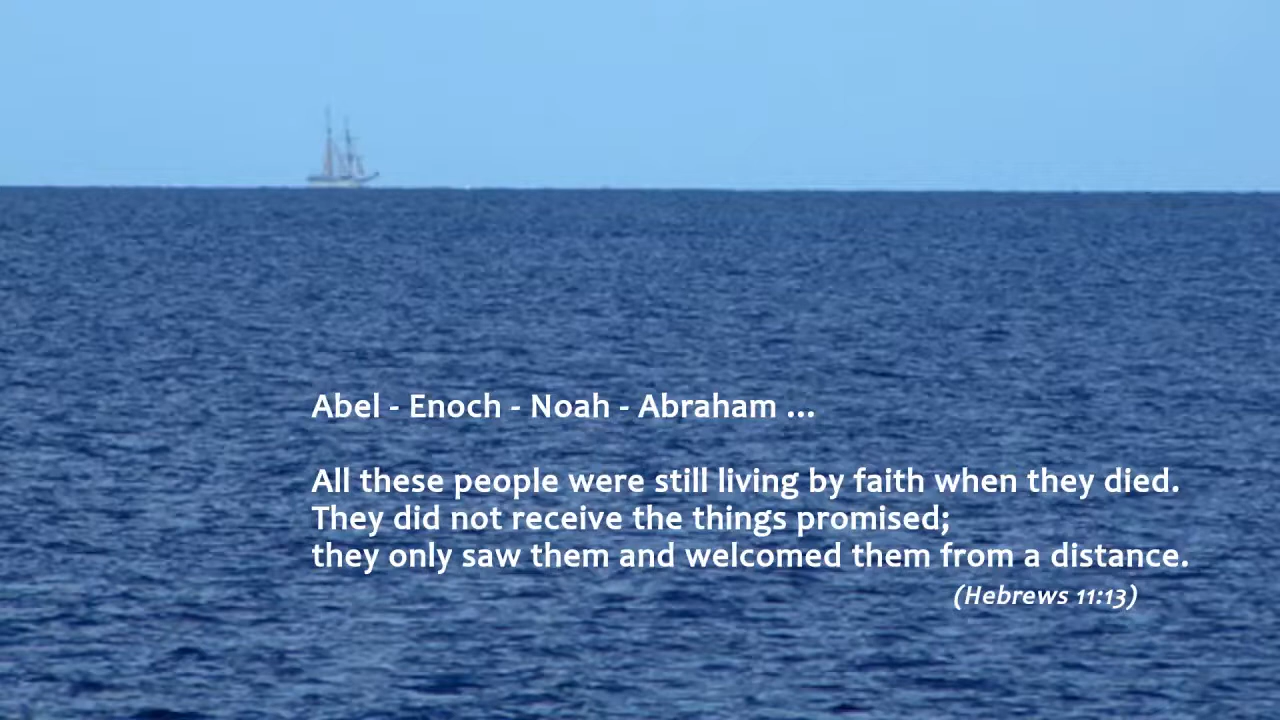 Abel - Enoch - Noah - Abraham ...
All these people were still living by faith when they died.
They did not receive the things promised;
they only saw them and welcomed them from a distance.
(Hebrews 11:13)